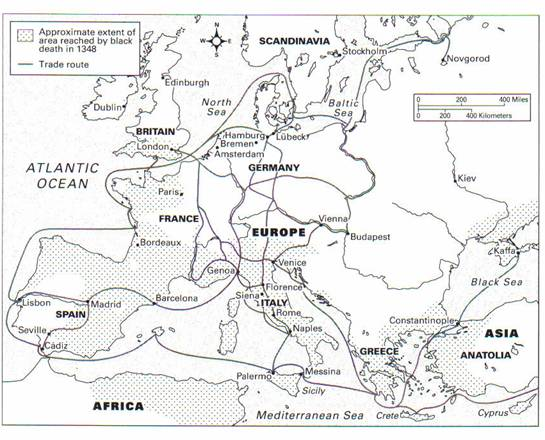 Approximate extent of
area reached by black
death in 1348
Trade route
N
W
E
S
SCANDINAVIA
Stockholm
Novgorod
Edinburgh
North
Sea
Baltic
Sea
0 200 400 Miles
0 200 400 Kilometers
Dublin
BRITAIN
London
Hamburg
Bremen
Amsterdam
Lübeck
GERMANY
ATLANTIC
OCEAN
Paris
Kiev
FRANCE
EUROPE
Vienna
Budapest
Bordeaux
Kaffa
Genoa
Venice
Black Sea
Florence
Siena
ITALY
Rome
Lisbon
Madrid
Barcelona
SPAIN
Naples
Constantinople
ASIA
Seville
Cádiz
GREECE
ANATOLIA
Palermo
Messina
Sicily
AFRICA
Mediterranean Sea
Crete
Cyprus